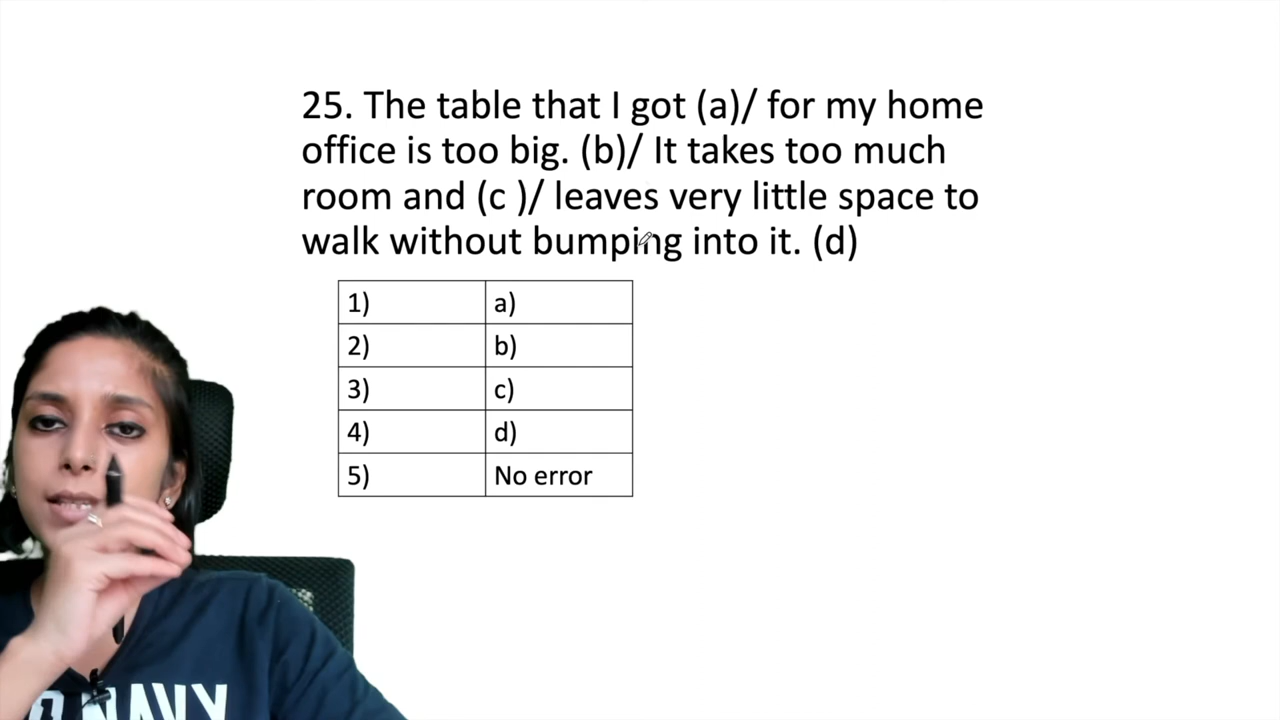 25. The table that I got (a)/ for my home
office is too big. (b)/ It takes too much
room and (c )/ leaves very little space to
walk without bumping into it. (d)
1) a)
2) b)
3) c)
4) d)
5) No error
NAVY